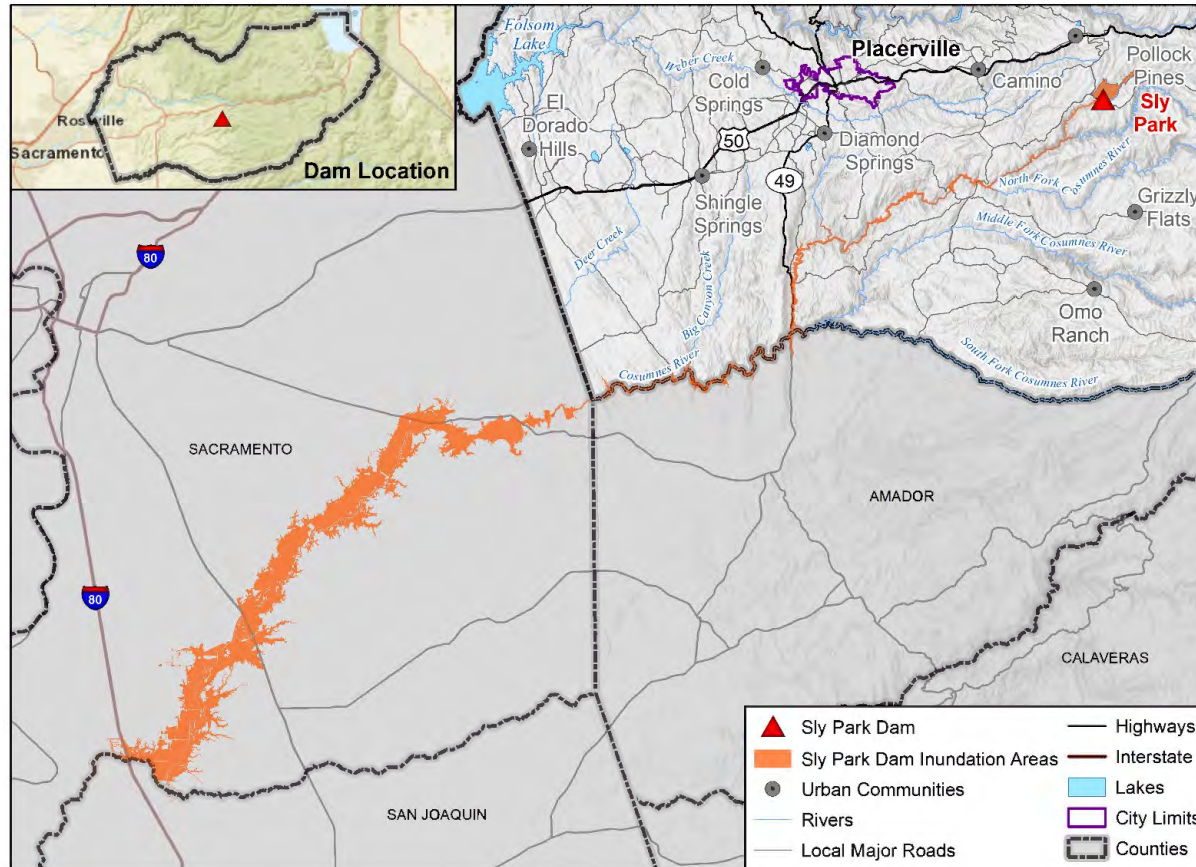 Roseville
Sacramento
Dam Location
Folsom
Lake
Weber Creek
Cold
Springs
Placerville
Camino
Pollock
Pines
Sly
Park
El
Dorado
Hills
50
Diamond
Springs
49
Shingle
Springs
North Fork Cosumnes River
Grizzly
Flats
Middle Fork Cosumnes River
Deer Creek
Big Canyon Creek
Omo
Ranch
Cosumnes River
South Fork Cosumnes River
80
SACRAMENTO
AMADOR
80
CALAVERAS
SAN JOAQUIN
Sly Park Dam
Sly Park Dam Inundation Areas
Urban Communities
Rivers
Local Major Roads
Highways
Interstate
Lakes
City Limits
Counties